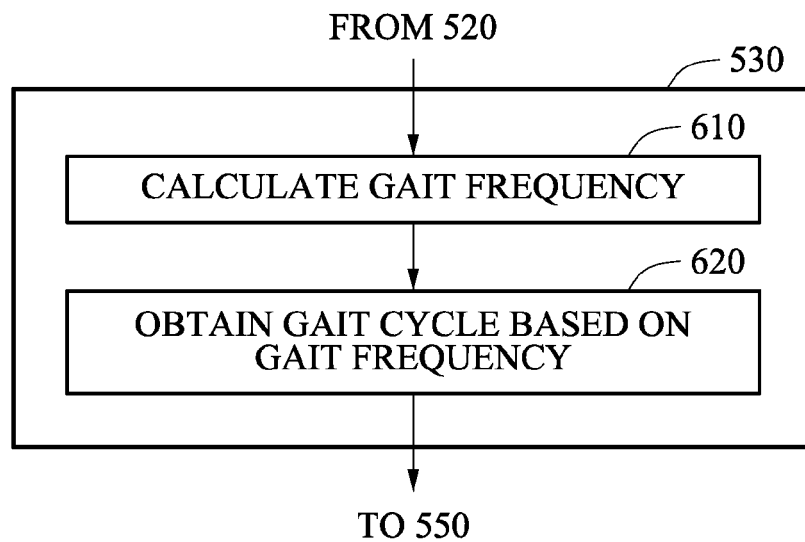 FROM 520
530
610
CALCULATE GAIT FREQUENCY
620
OBTAIN GAIT CYCLE BASED ON
GAIT FREQUENCY
TO 550